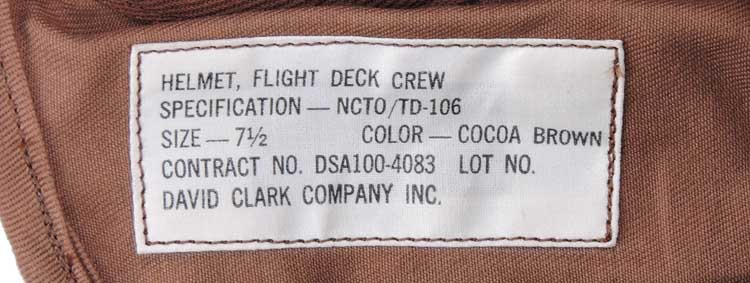 HELMET, FLIGHT DECK CREW
SPECIFICATION — NCTO/TD-106
SIZE — 7½ COLOR — COCOA BROWN
CONTRACT NO. DSA100-4083 LOT NO.
DAVID CLARK COMPANY INC.